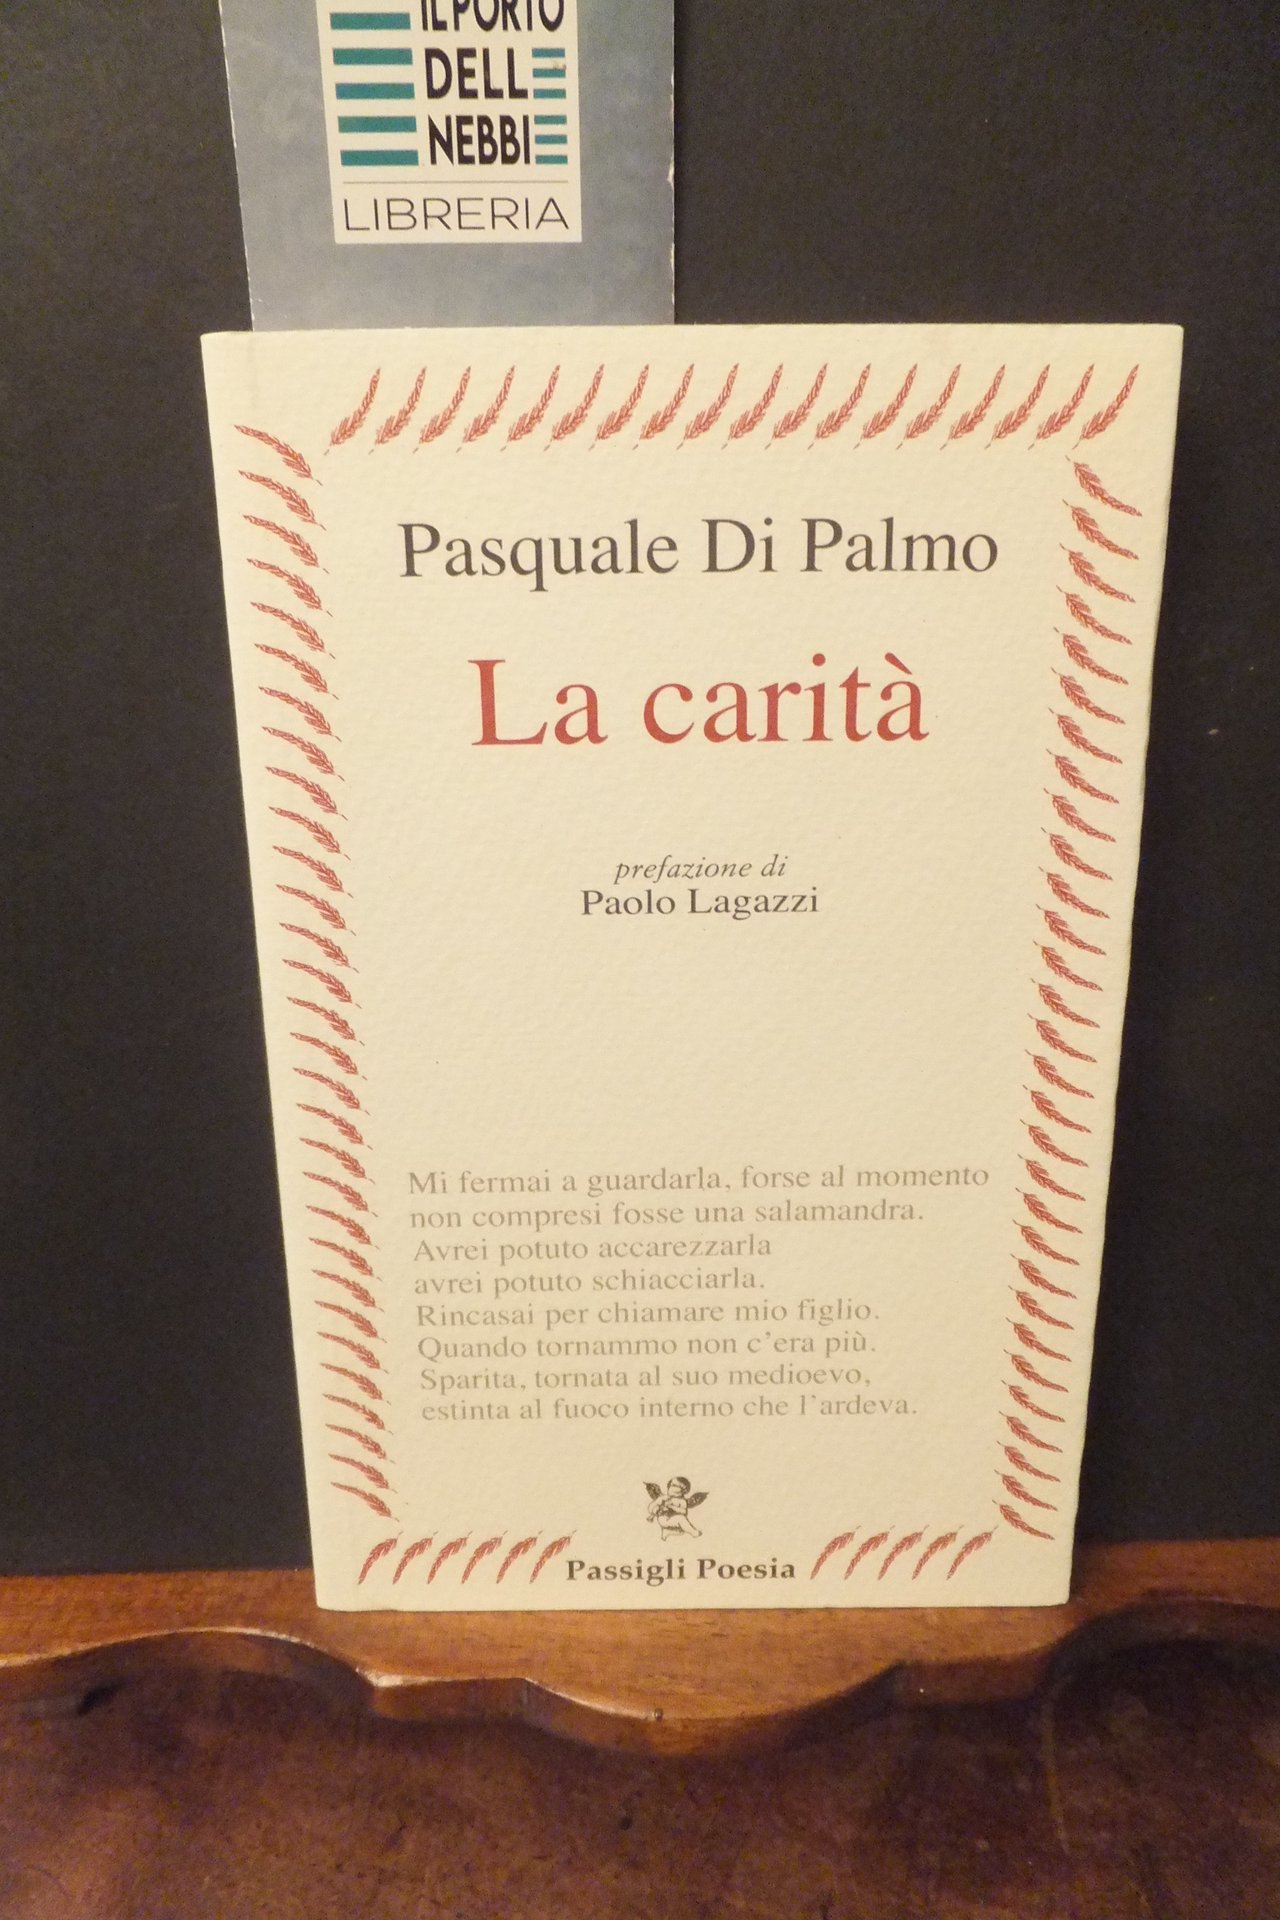 IL PORTO
DELLE
NEBBIE
LIBRERIA
Pasquale Di Palmo
La carità
prefazione di
Paolo Lagazzi
Mi fermai a guardarla, forse al momento
non compresi fosse una salamandra.
Avrei potuto accarezzarla
avrei potuto schiacciarla.
Rincasai per chiamare mio figlio.
Quando tornammo non c'era più.
Sparita, tornata al suo medioevo,
estinta al fuoco interno che l'ardeva.
Passigli Poesia